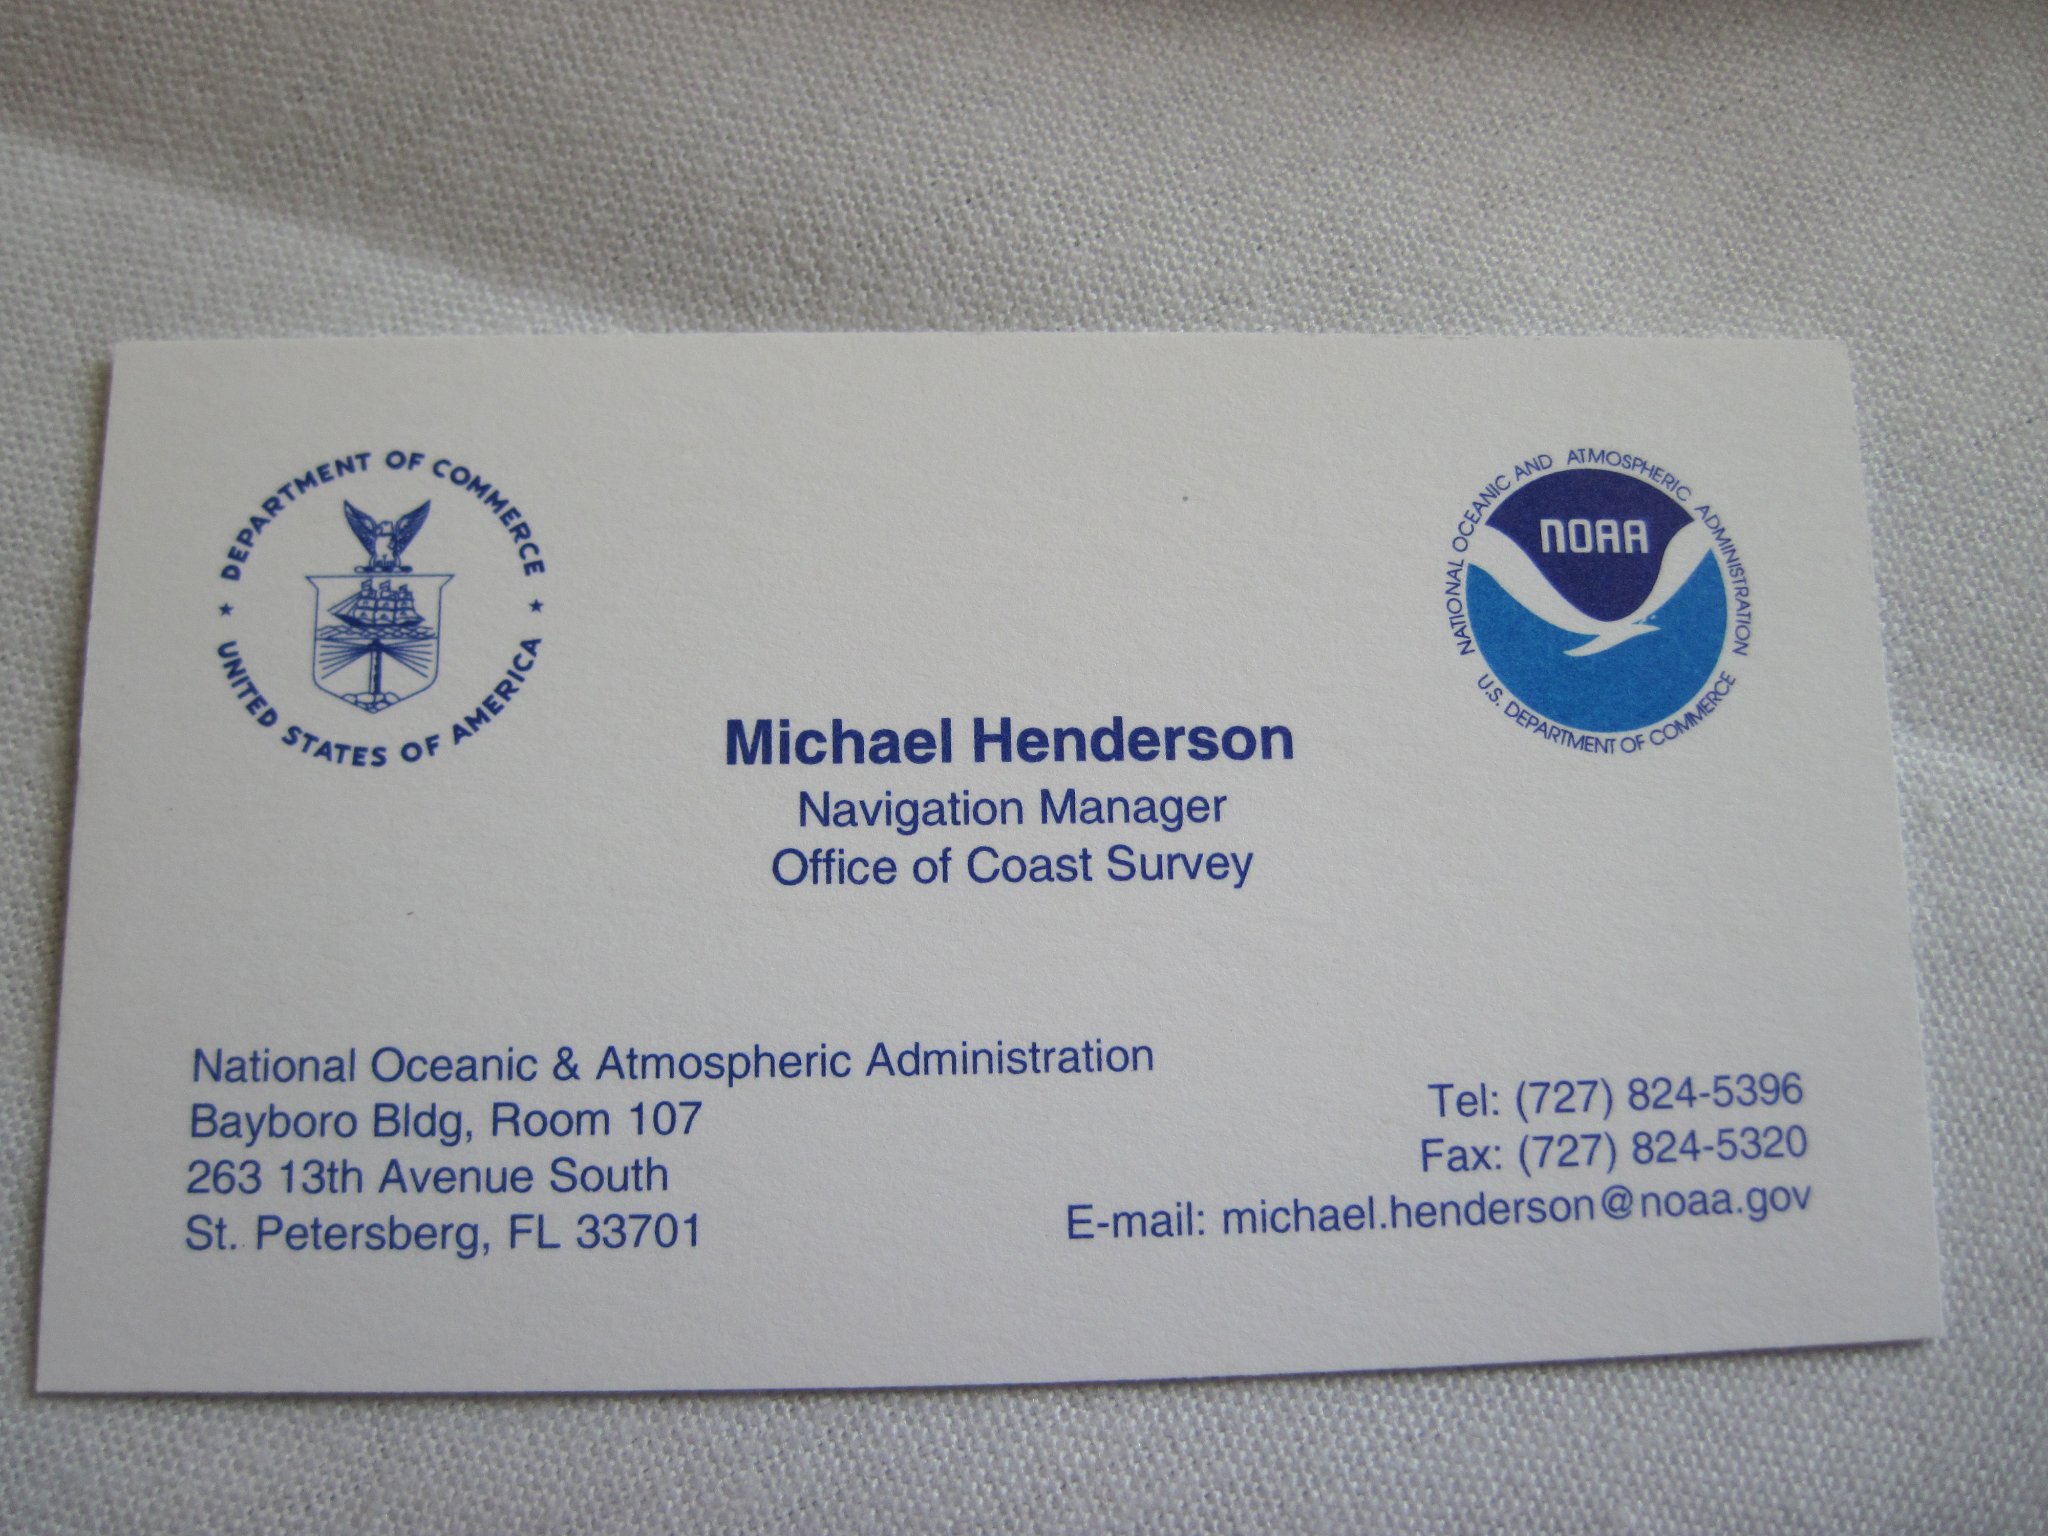 DEPARTMENT OF COMMERCE
UNITED STATES OF AMERICA
NATIONAL OCEANIC AND ATMOSPHERIC ADMINISTRATION
NOAA
U.S. DEPARTMENT OF COMMERCE
Michael Henderson
Navigation Manager
Office of Coast Survey
National Oceanic & Atmospheric Administration
Bayboro Bldg, Room 107
263 13th Avenue South
St. Petersberg, FL 33701
Tel: (727) 824-5396
Fax: (727) 824-5320
E-mail: michael.henderson@noaa.gov